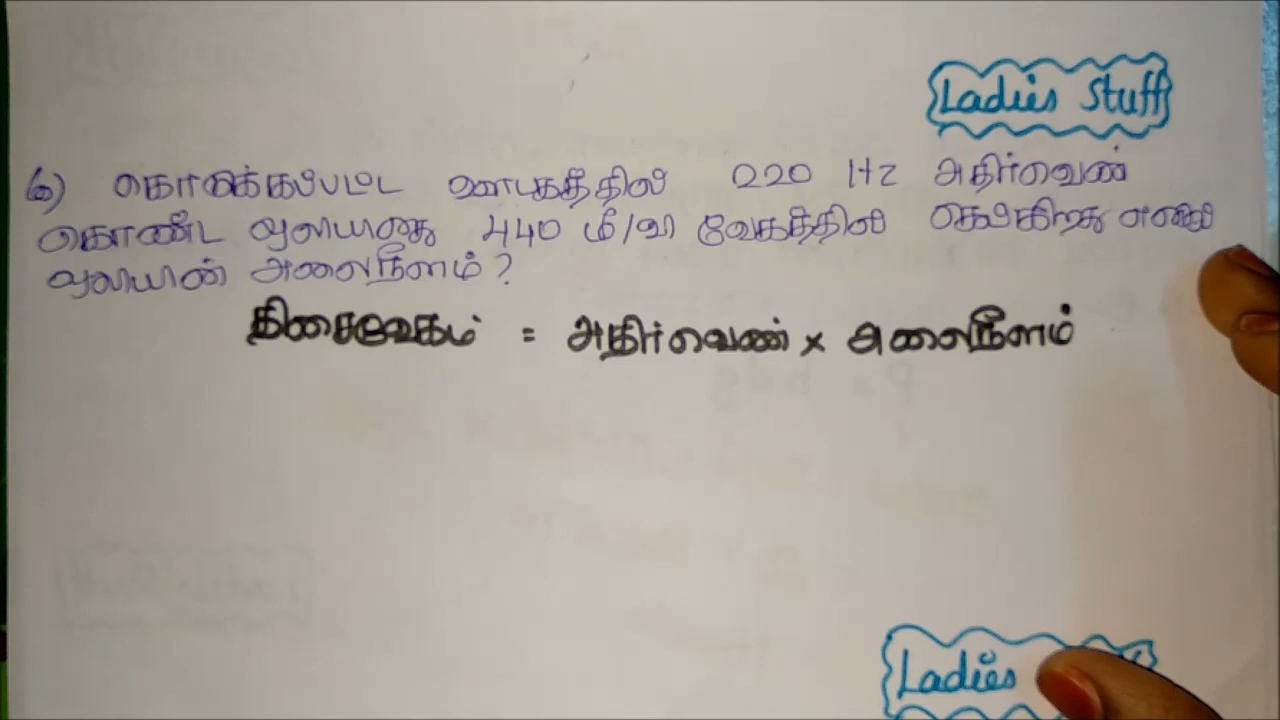 Ladies Stuff
6) கொடுக்கப்பட்ட ஊடகத்தில் 220 Hz அதிர்வெண்
கொண்ட ஒலியானது 440 மீ/வி வேகத்தில் செல்கிறது எனில்
ஒலியின் அலைநீளம்?
திசைவேகம் = அதிர்வெண் × அலைநீளம்
Ladies